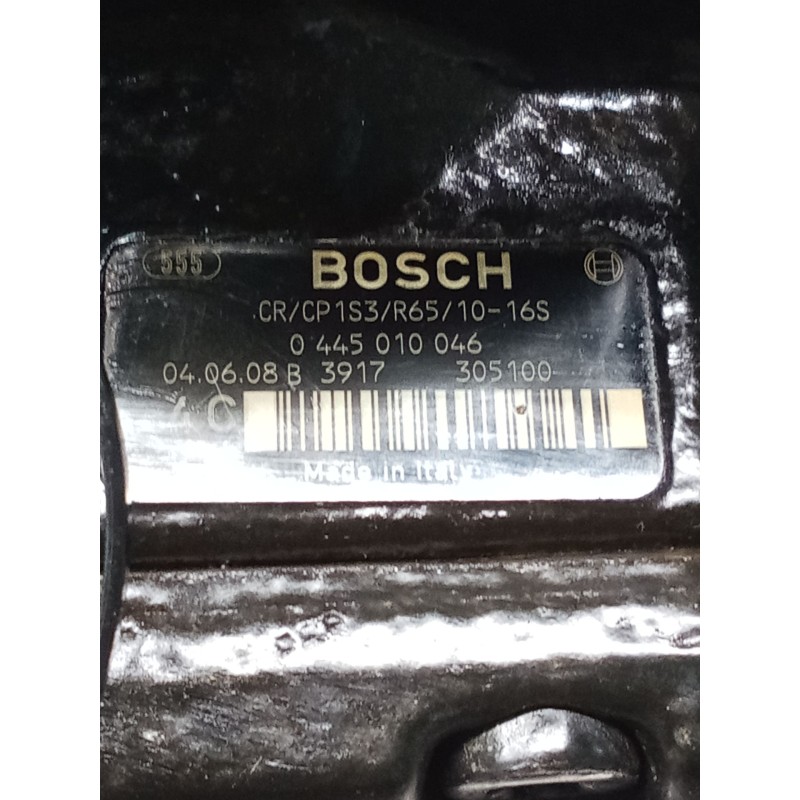 555 BOSCH
CR/CP1S3/R65/10-16S
0 445 010 046
04.06.08 B 3917 305100
Made in Italy